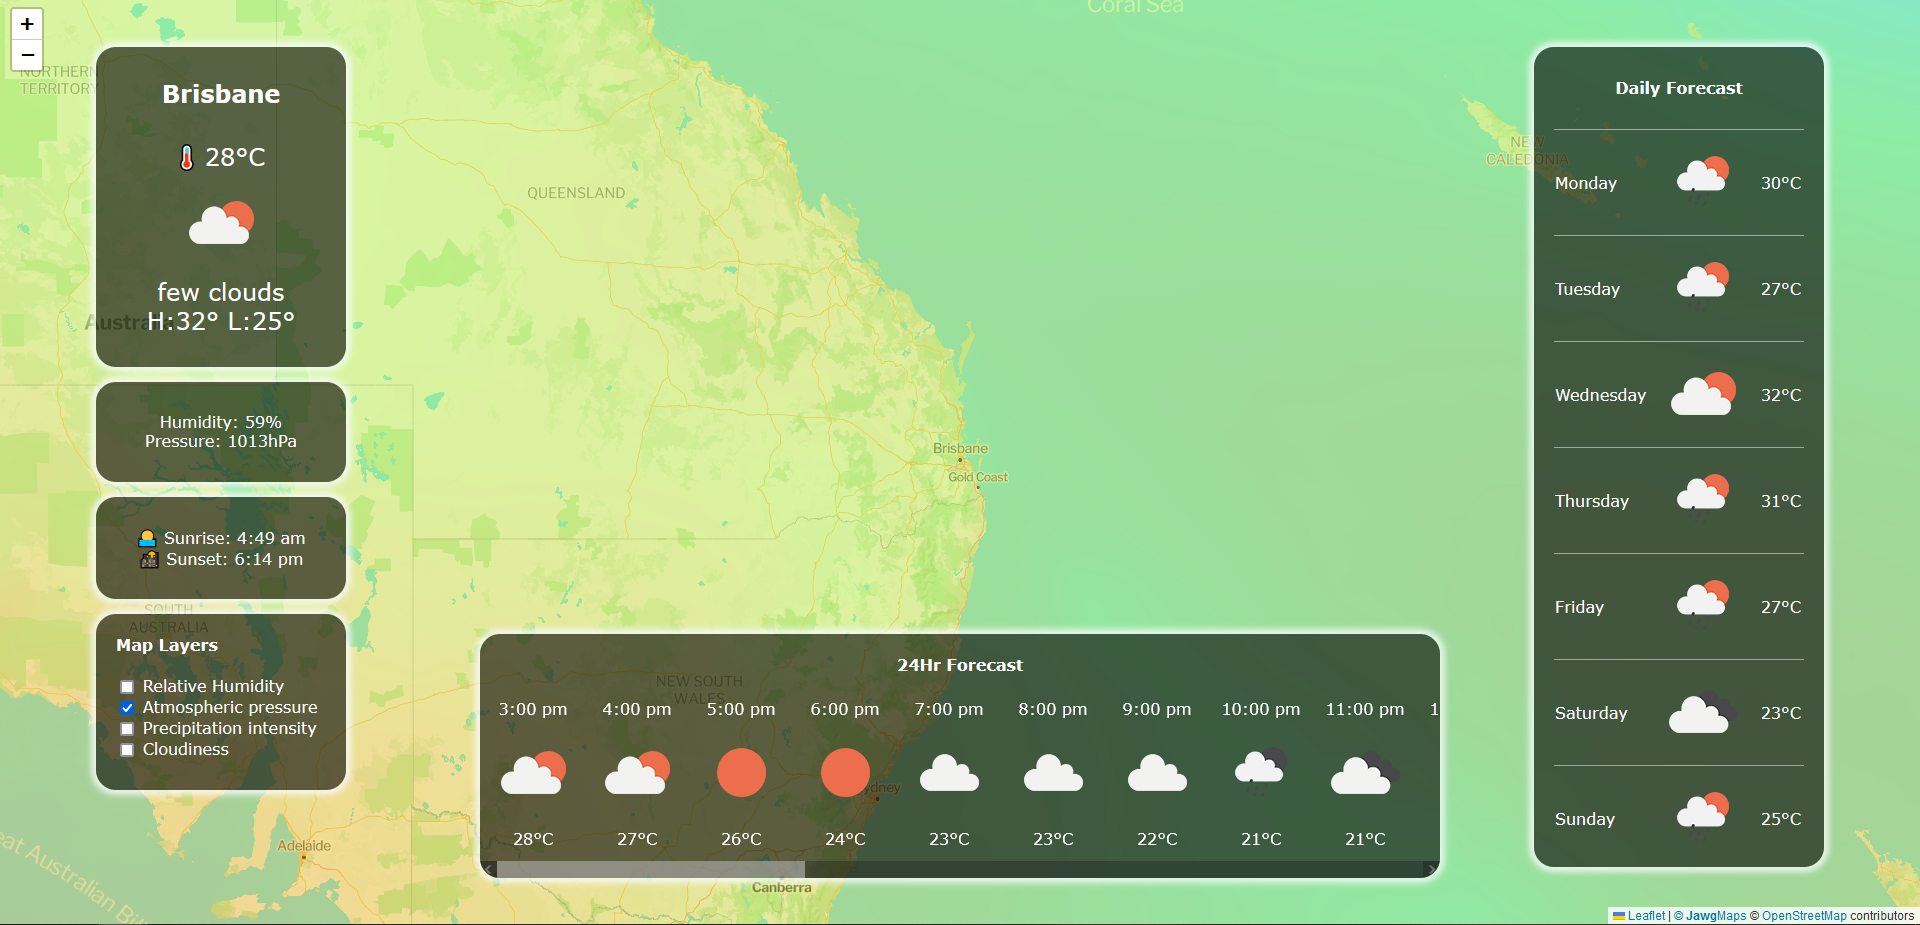 +
−
Coral Sea
NORTHERN
TERRITORY
QUEENSLAND
Australia
SOUTH
AUSTRALIA
NEW SOUTH
WALES
Brisbane
Gold Coast
Adelaide
Canberra
NEW
CALEDONIA
Brisbane
28°C
few clouds
H:32° L:25°
Humidity: 59%
Pressure: 1013hPa
Sunrise: 4:49 am
Sunset: 6:14 pm
Map Layers
Relative Humidity
Atmospheric pressure
Precipitation intensity
Cloudiness
24Hr Forecast
3:00 pm 4:00 pm 5:00 pm 6:00 pm 7:00 pm 8:00 pm 9:00 pm 10:00 pm 11:00 pm 1
28°C 27°C 26°C 24°C 23°C 23°C 22°C 21°C 21°C
Daily Forecast
Monday 30°C
Tuesday 27°C
Wednesday 32°C
Thursday 31°C
Friday 27°C
Saturday 23°C
Sunday 25°C
Leaflet | © JawgMaps © OpenStreetMap contributors